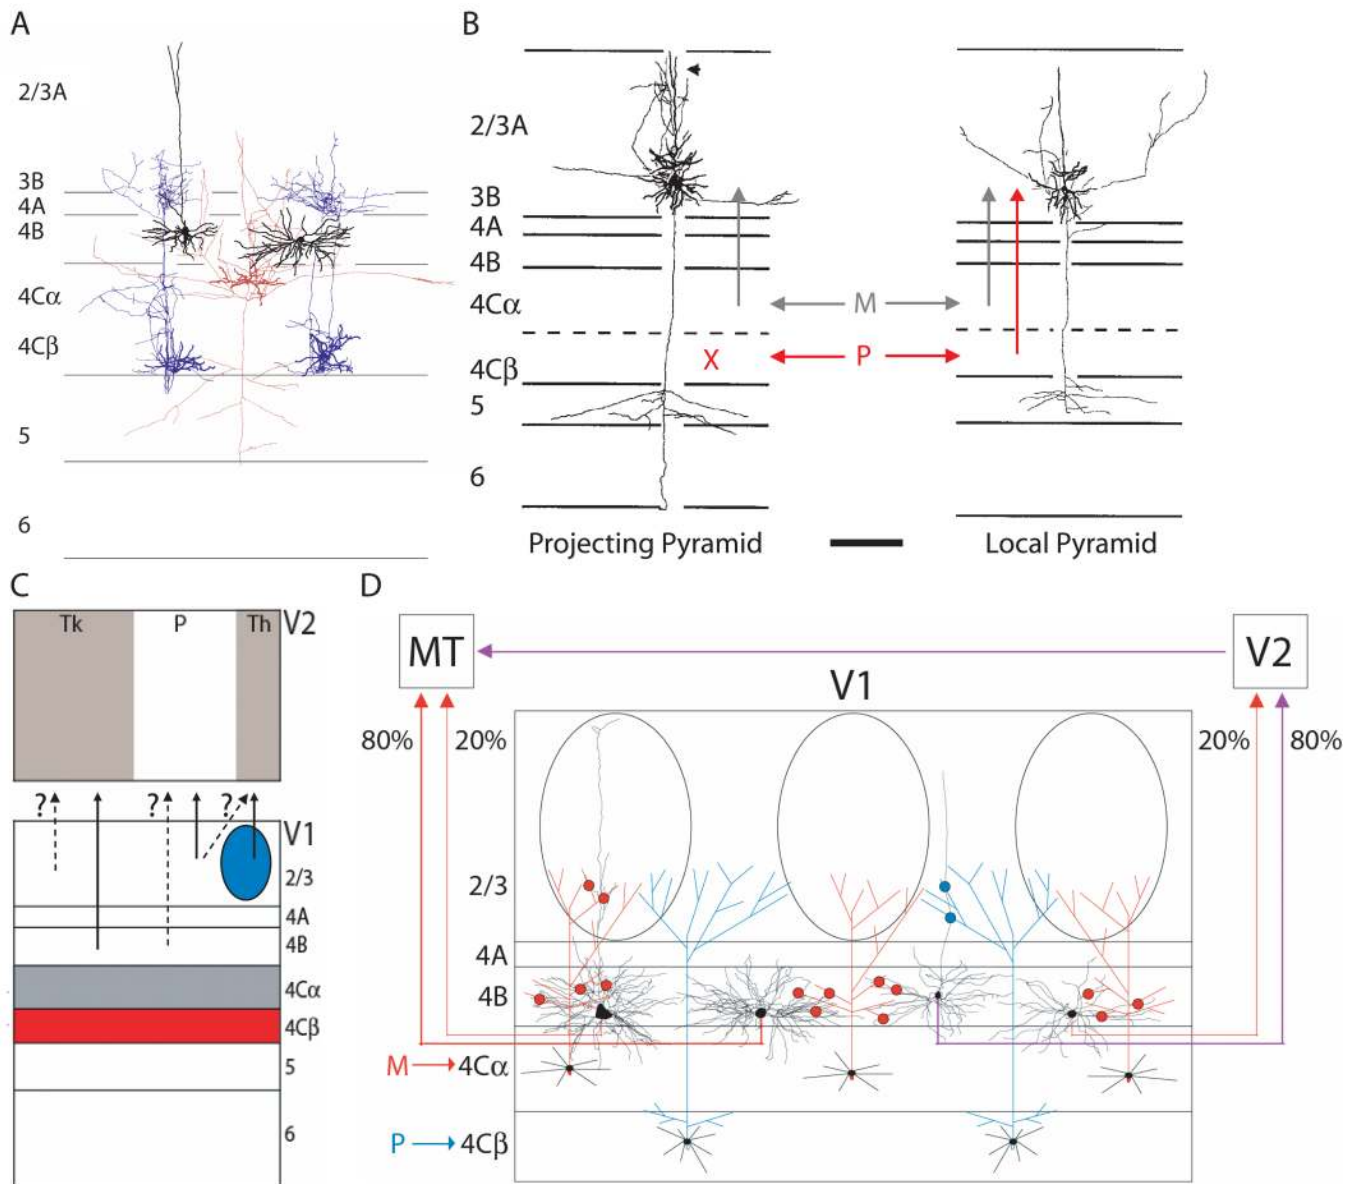 A
2/3A
3B
4A
4B
4Cα
4Cβ
5
6
B
2/3A
3B
4A
4B
4Cα
4Cβ
5
6
M
X
P
Projecting Pyramid
Local Pyramid
C
Tk P Th V2
? ? ?
V1
2/3
4A
4B
4Cα
4Cβ
5
6
D
MT
V2
V1
80% 20%
20% 80%
2/3
4A
4B
M 4Cα
P 4Cβ